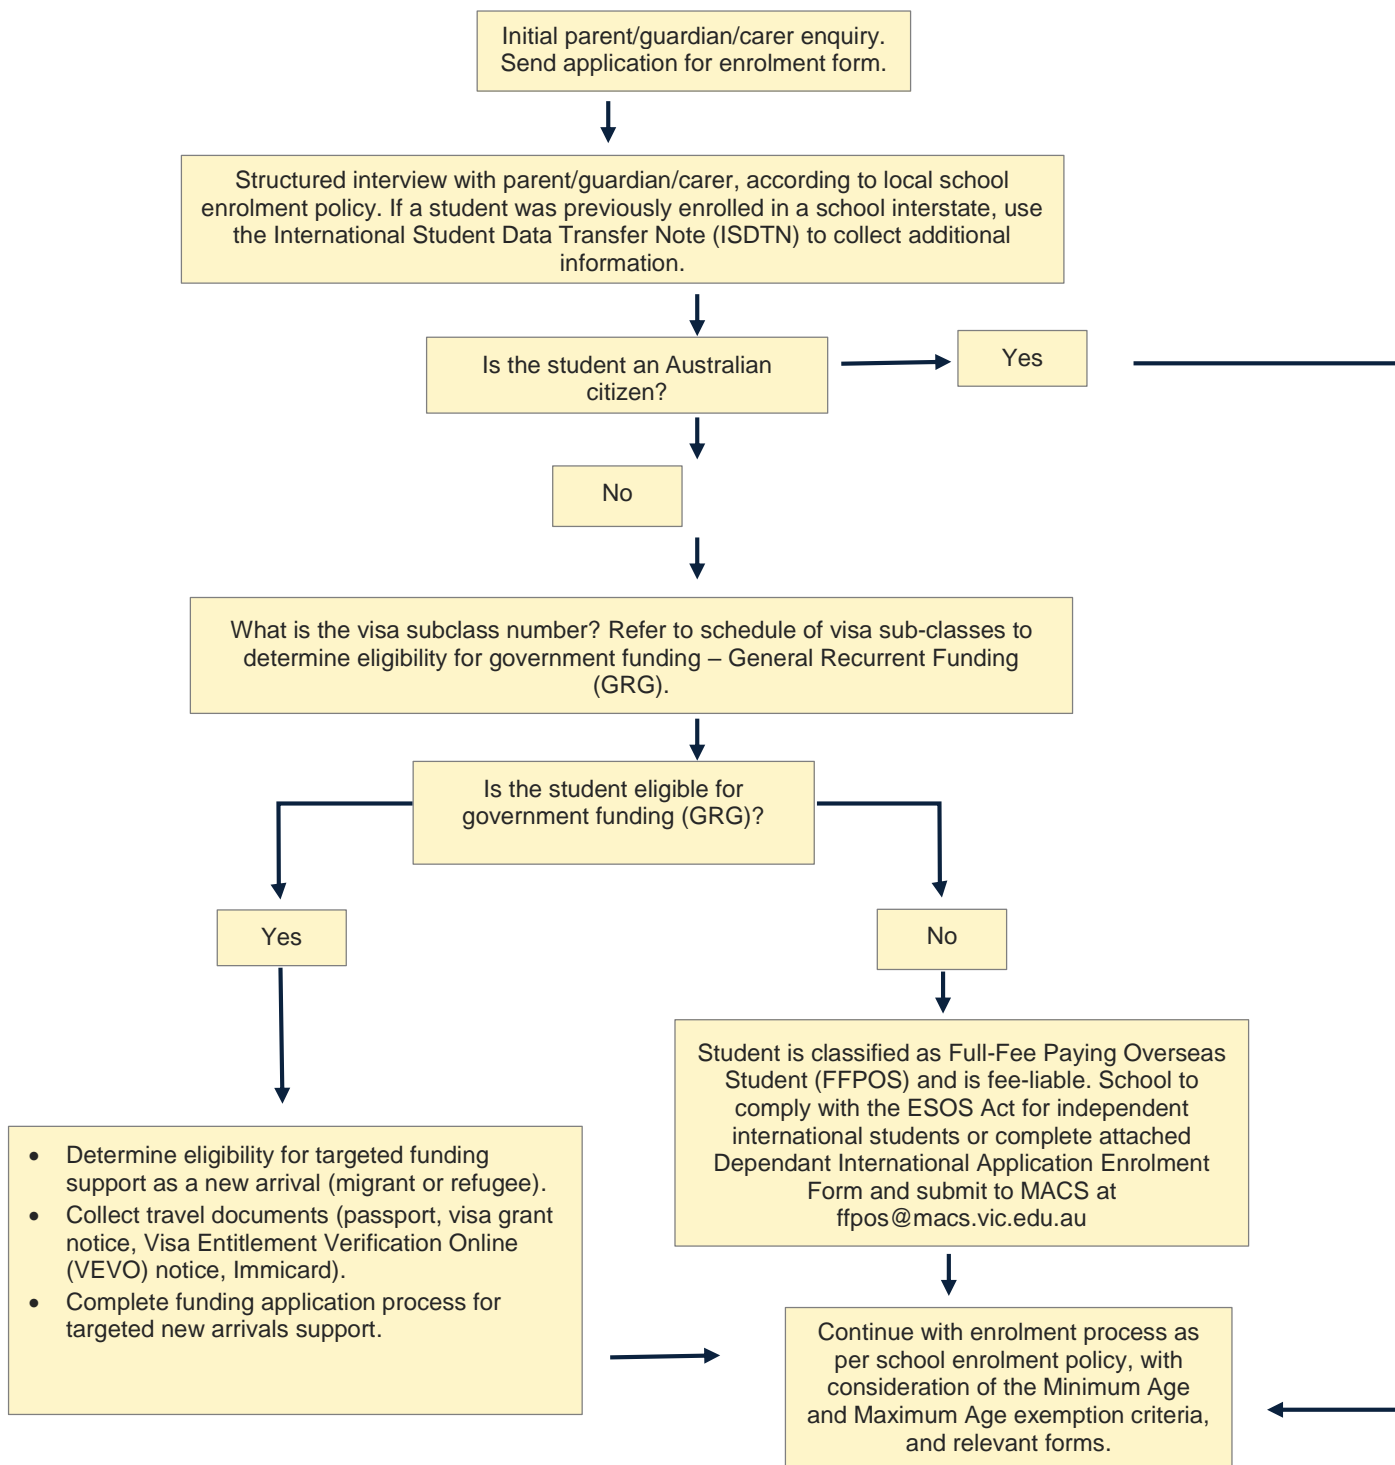 Initial parent/guardian/carer enquiry.
Send application for enrolment form.
Structured interview with parent/guardian/carer, according to local school
enrolment policy. If a student was previously enrolled in a school interstate, use
the International Student Data Transfer Note (ISDTN) to collect additional
information.
Is the student an Australian
citizen?
Yes
No
What is the visa subclass number? Refer to schedule of visa sub-classes to
determine eligibility for government funding – General Recurrent Funding
(GRG).
Is the student eligible for
government funding (GRG)?
Yes
No
Student is classified as Full-Fee Paying Overseas
Student (FFPOS) and is fee-liable. School to
comply with the ESOS Act for independent
international students or complete attached
Dependant International Application Enrolment
Form and submit to MACS at
ffpos@macs.vic.edu.au
• Determine eligibility for targeted funding
support as a new arrival (migrant or refugee).
• Collect travel documents (passport, visa grant
notice, Visa Entitlement Verification Online
(VEVO) notice, Immicard).
• Complete funding application process for
targeted new arrivals support.
Continue with enrolment process as
per school enrolment policy, with
consideration of the Minimum Age
and Maximum Age exemption criteria,
and relevant forms.